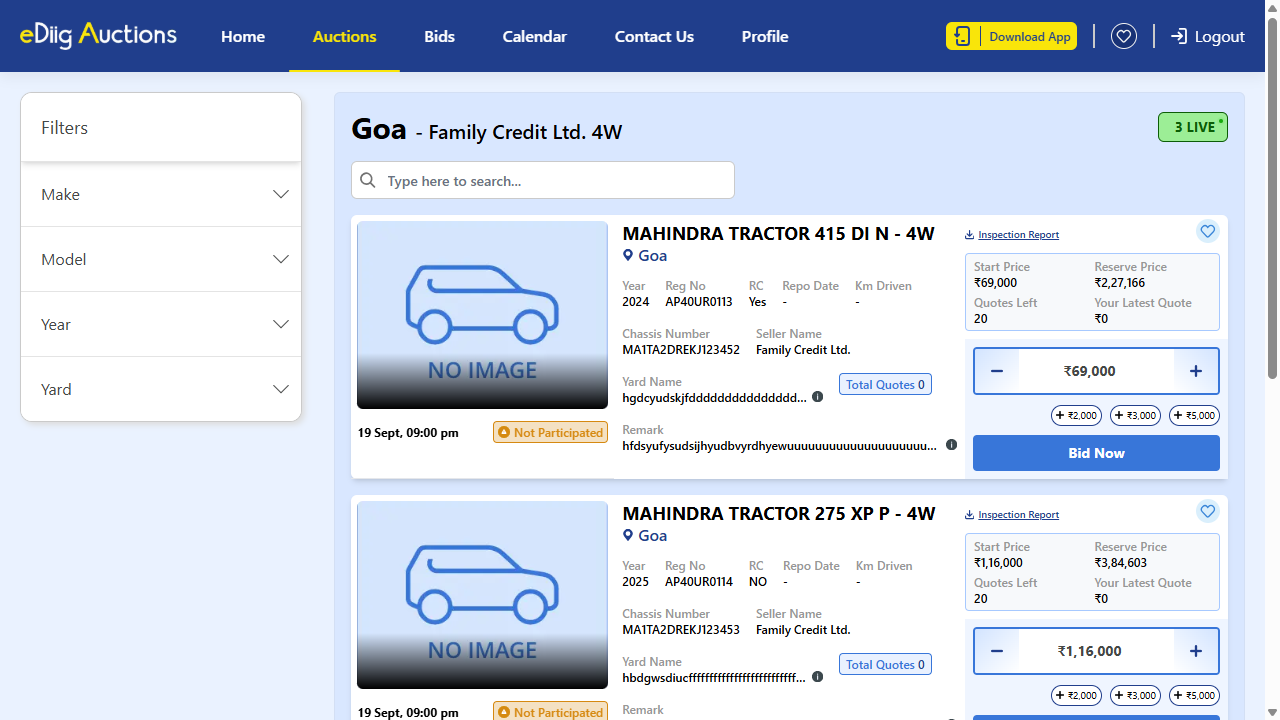 eDiig Auctions
Home
Auctions
Bids
Calendar
Contact Us
Profile
Download App
Logout
Filters
Make
Model
Year
Yard
Goa - Family Credit Ltd. 4W
3 LIVE
Type here to search...
NO IMAGE
19 Sept, 09:00 pm
Not Participated
MAHINDRA TRACTOR 415 DI N - 4W
Goa
Year Reg No RC Repo Date Km Driven
2024 AP40UR0113 Yes - -
Chassis Number Seller Name
MA1TA2DREKJ123452 Family Credit Ltd.
Yard Name
hgdcyudskjfddddddddddddddd...
Total Quotes 0
Remark
hfdsyufysudsijhyudbvyrdhyewuuuuuuuuuuuuuuuuuuuu...
Inspection Report
Start Price Reserve Price
₹69,000 ₹2,27,166
Quotes Left Your Latest Quote
20 ₹0
− ₹69,000 +
+ ₹2,000 + ₹3,000 + ₹5,000
Bid Now
NO IMAGE
19 Sept, 09:00 pm
Not Participated
MAHINDRA TRACTOR 275 XP P - 4W
Goa
Year Reg No RC Repo Date Km Driven
2025 AP40UR0114 NO - -
Chassis Number Seller Name
MA1TA2DREKJ123453 Family Credit Ltd.
Yard Name
hbdgwsdiucffffffffffffffffffffffffff...
Total Quotes 0
Remark
Inspection Report
Start Price Reserve Price
₹1,16,000 ₹3,84,603
Quotes Left Your Latest Quote
20 ₹0
− ₹1,16,000 +
+ ₹2,000 + ₹3,000 + ₹5,000